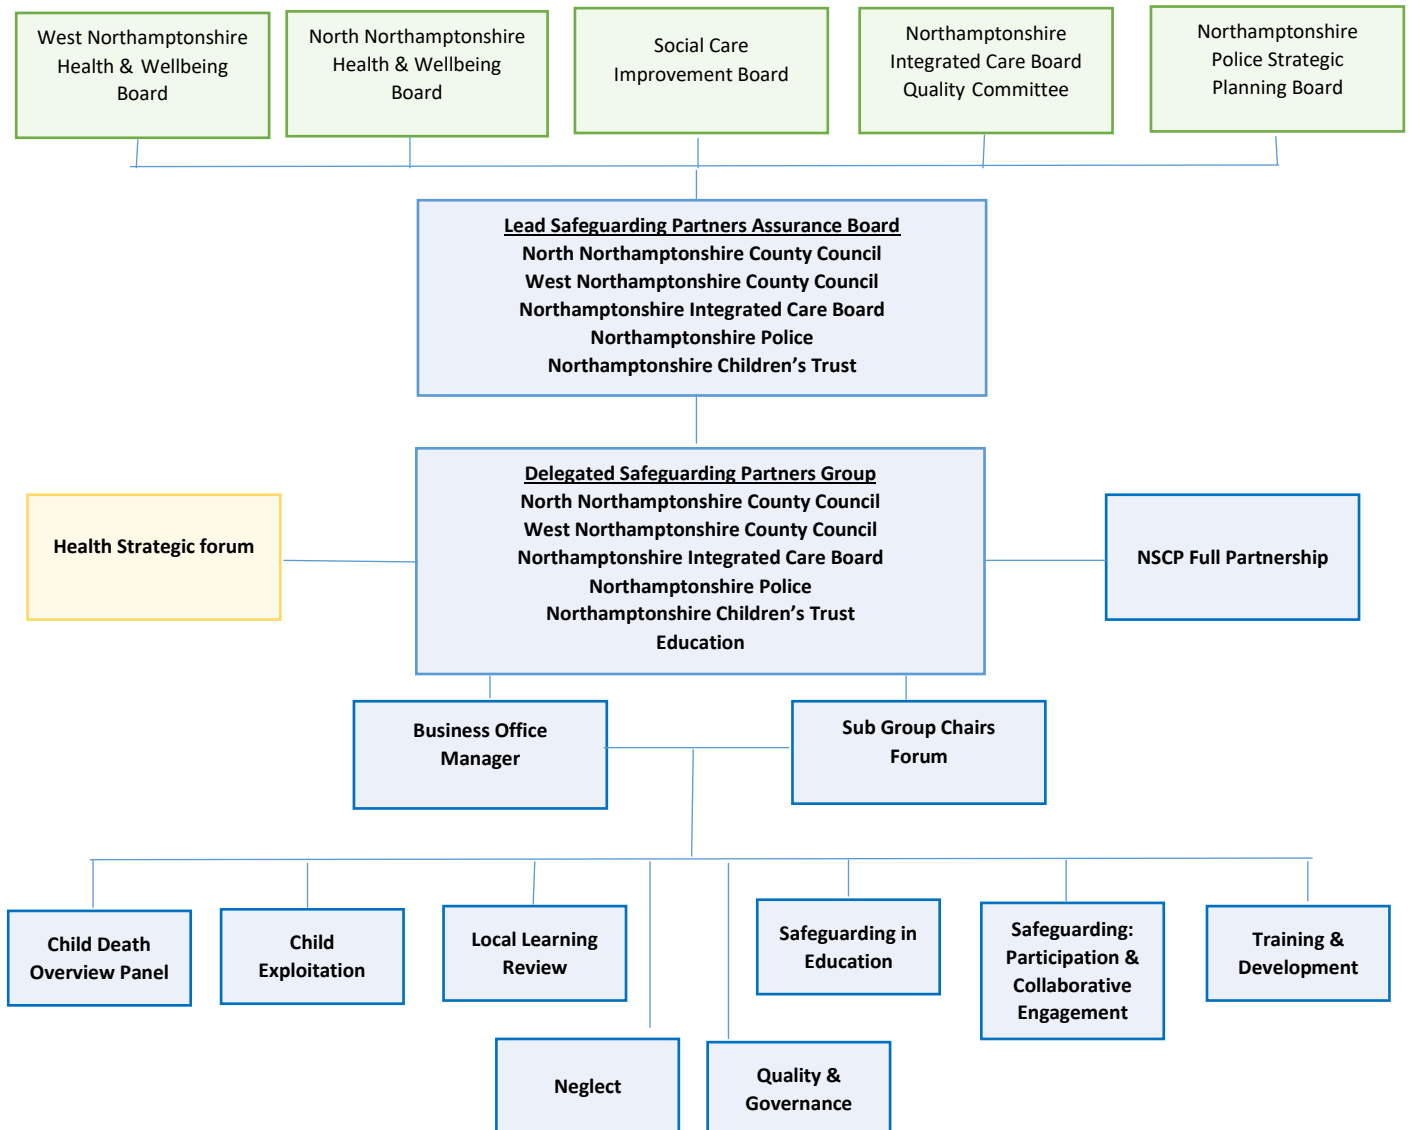 West Northamptonshire
Health & Wellbeing
Board
North Northamptonshire
Health & Wellbeing
Board
Social Care
Improvement Board
Northamptonshire
Integrated Care Board
Quality Committee
Northamptonshire
Police Strategic
Planning Board
Lead Safeguarding Partners Assurance Board
North Northamptonshire County Council
West Northamptonshire County Council
Northamptonshire Integrated Care Board
Northamptonshire Police
Northamptonshire Children’s Trust
Delegated Safeguarding Partners Group
North Northamptonshire County Council
West Northamptonshire County Council
Northamptonshire Integrated Care Board
Northamptonshire Police
Northamptonshire Children’s Trust
Education
Health Strategic forum
NSCP Full Partnership
Business Office
Manager
Sub Group Chairs
Forum
Child Death
Overview Panel
Child
Exploitation
Local Learning
Review
Safeguarding in
Education
Safeguarding:
Participation &
Collaborative
Engagement
Training &
Development
Neglect
Quality &
Governance